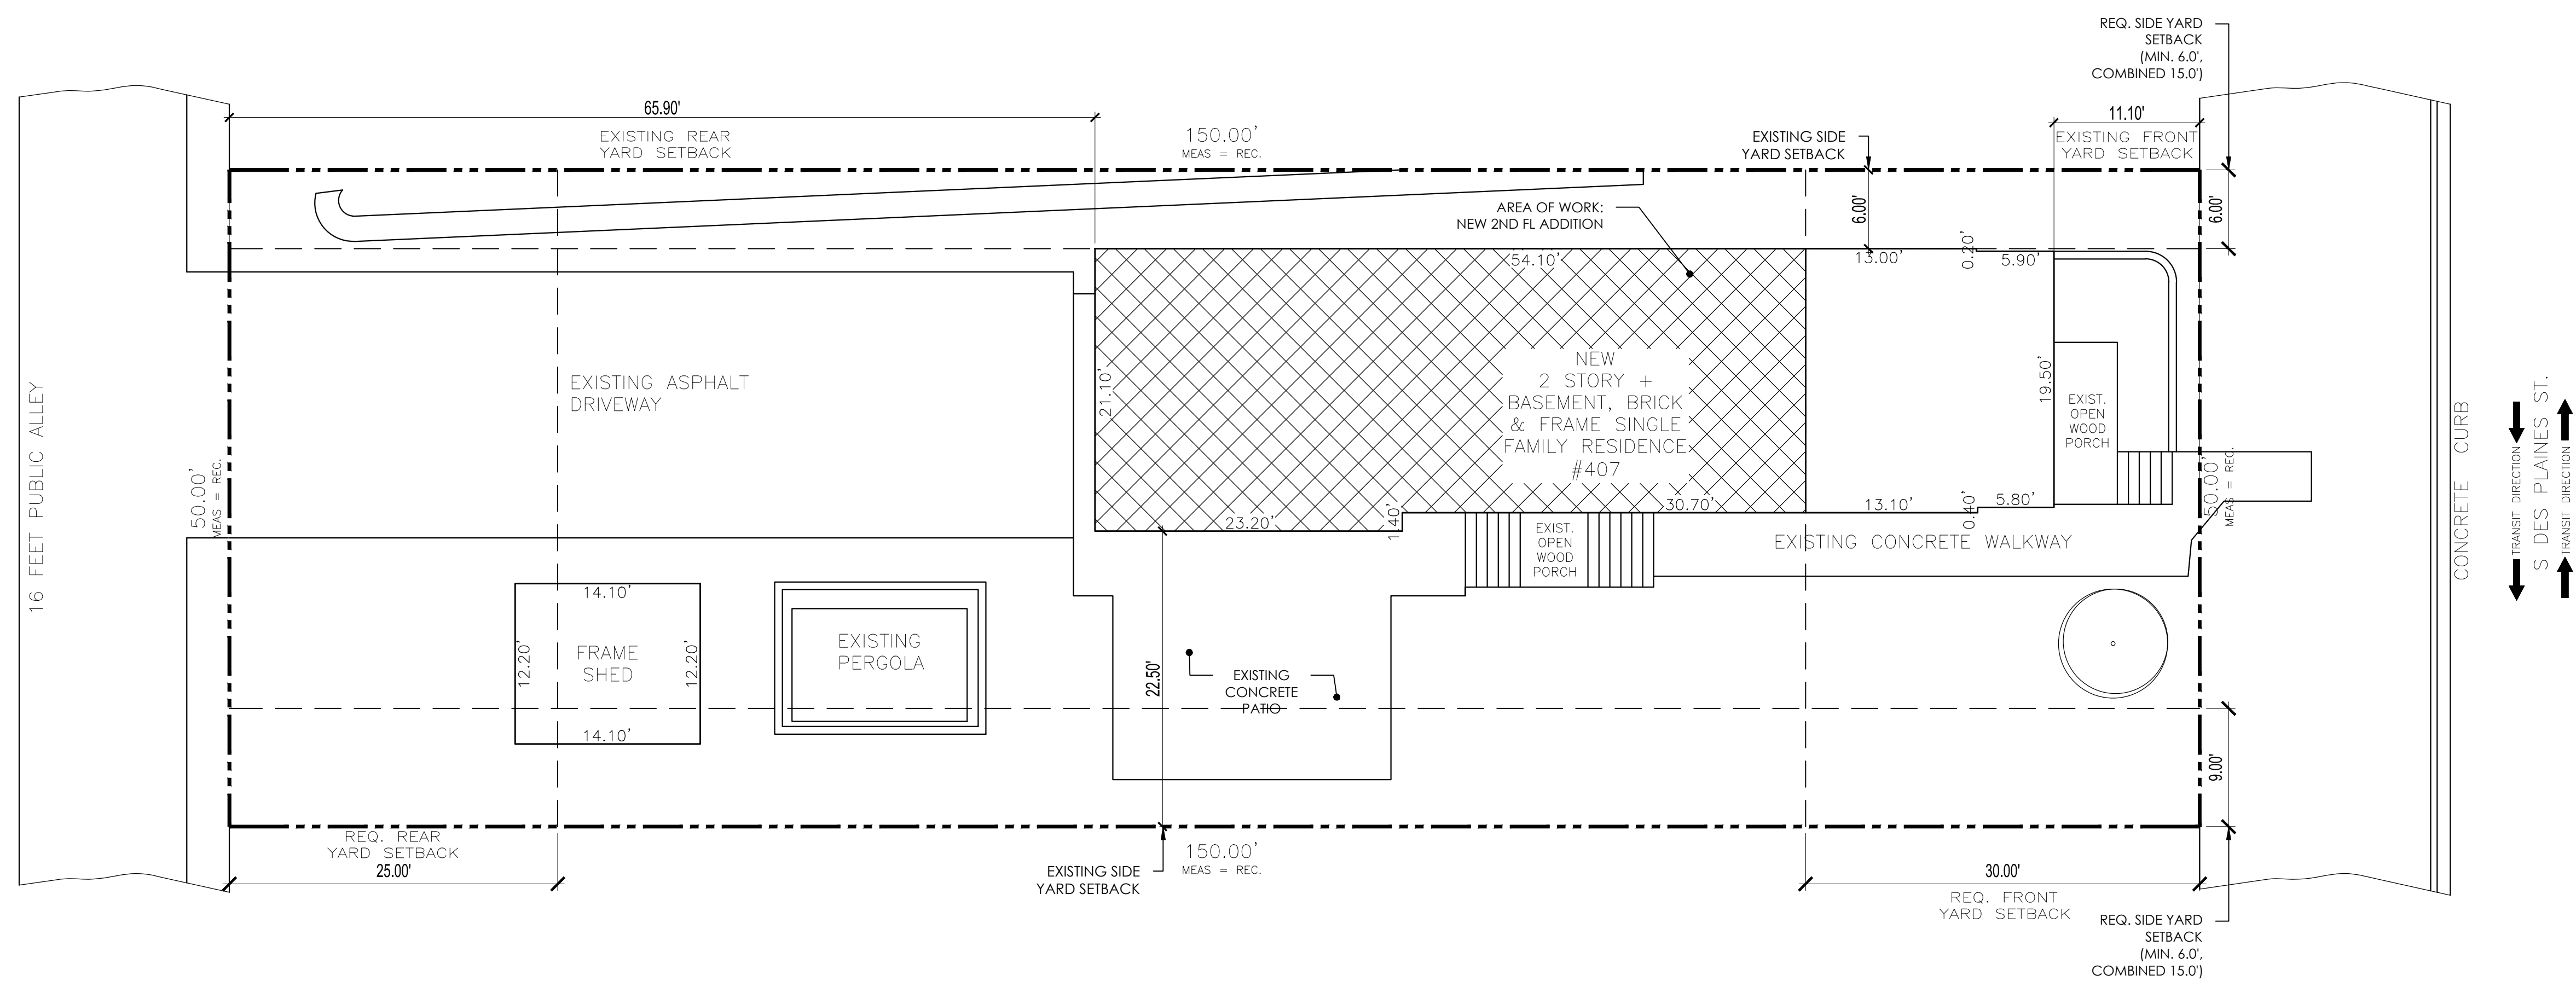 REQ. SIDE YARD
SETBACK
(MIN. 6.0',
COMBINED 15.0')
65.90'
EXISTING REAR
YARD SETBACK
150.00'
MEAS = REC.
EXISTING SIDE
YARD SETBACK
11.10'
EXISTING FRONT
YARD SETBACK
AREA OF WORK:
NEW 2ND FL ADDITION
6.00'
6.00'
54.10'
13.00'
0.20'
5.90'
16 FEET PUBLIC ALLEY
50.00'
MEAS = REC.
EXISTING ASPHALT
DRIVEWAY
21.10'
NEW
2 STORY +
BASEMENT, BRICK
& FRAME SINGLE
FAMILY RESIDENCE
#407
19.50'
EXIST.
OPEN
WOOD
PORCH
50.00'
MEAS = REC.
CONCRETE CURB
TRANSIT DIRECTION
S DES PLAINES ST.
TRANSIT DIRECTION
23.20'
1.40'
30.70'
13.10'
0.40'
5.80'
EXIST.
OPEN
WOOD
PORCH
EXISTING CONCRETE WALKWAY
14.10'
12.20'
FRAME
SHED
12.20'
14.10'
EXISTING
PERGOLA
22.50'
EXISTING
CONCRETE
PATIO
9.00'
REQ. REAR
YARD SETBACK
25.00'
EXISTING SIDE
YARD SETBACK
150.00'
MEAS = REC.
30.00'
REQ. FRONT
YARD SETBACK
REQ. SIDE YARD
SETBACK
(MIN. 6.0',
COMBINED 15.0')